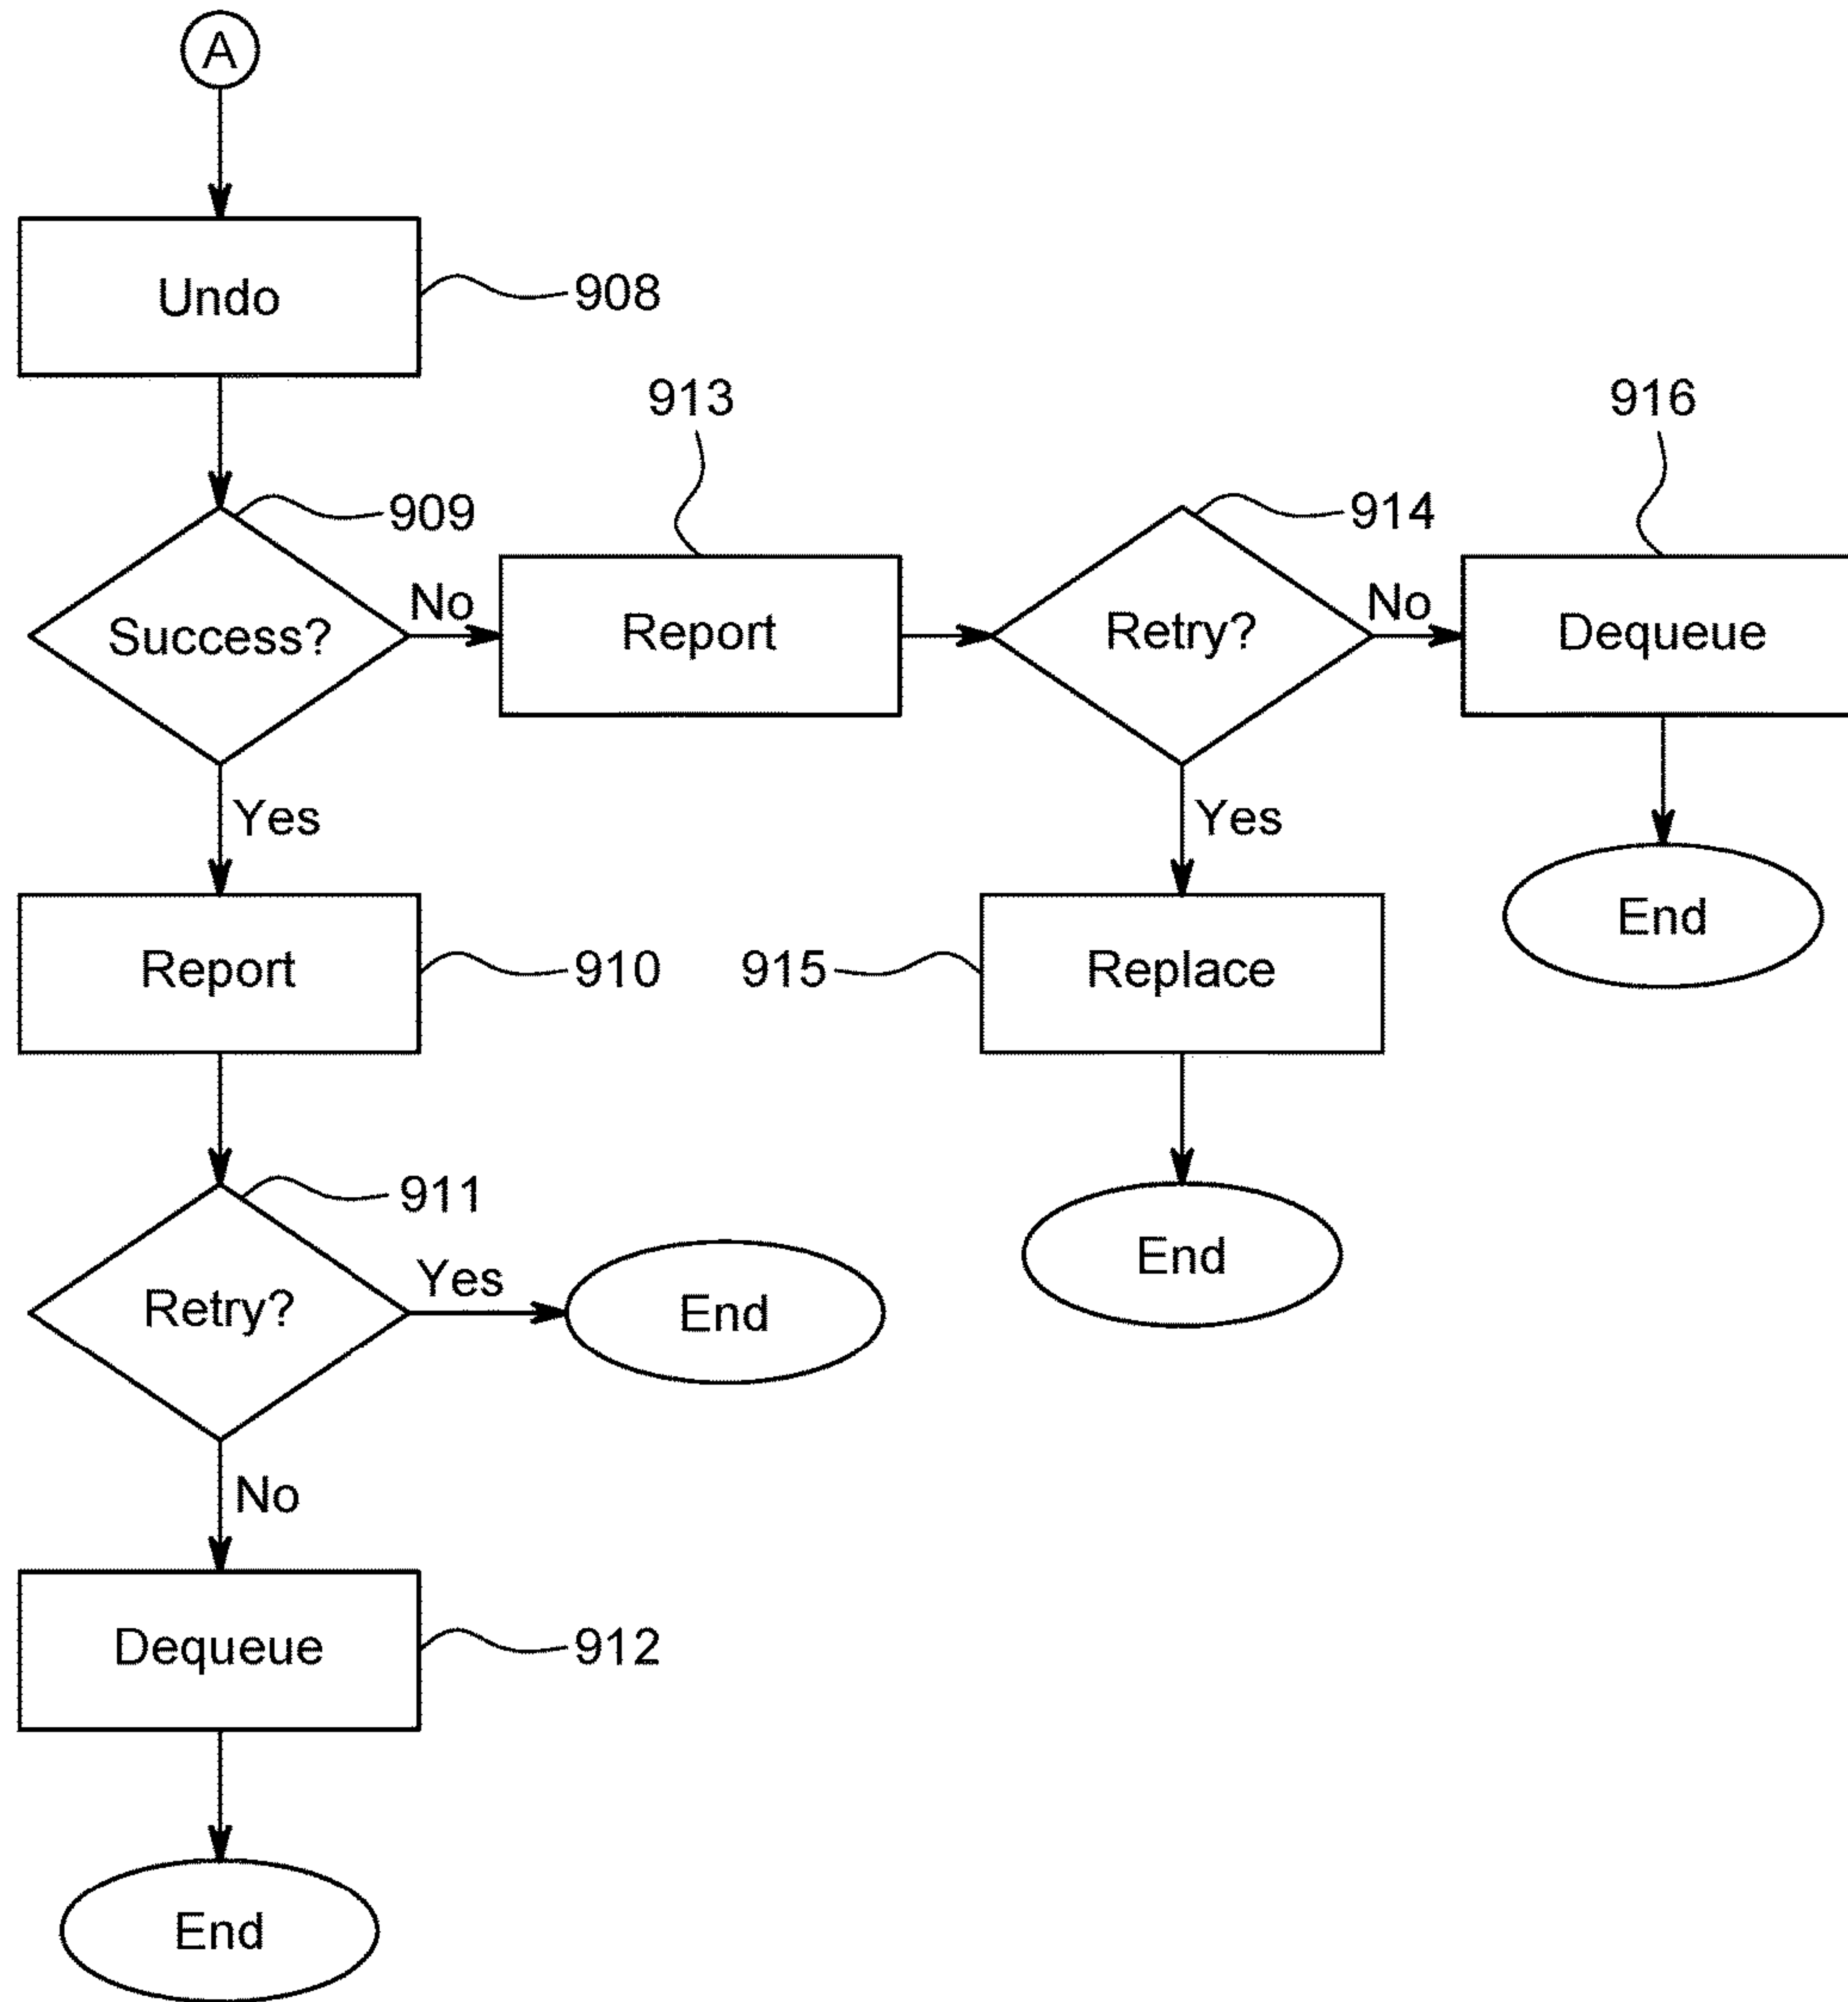 A
Undo
908
913
916
909
914
Success?
No
Report
Retry?
No
Dequeue
Yes
Yes
End
Report
910
915
Replace
911
End
Retry?
Yes
End
No
Dequeue
912
End